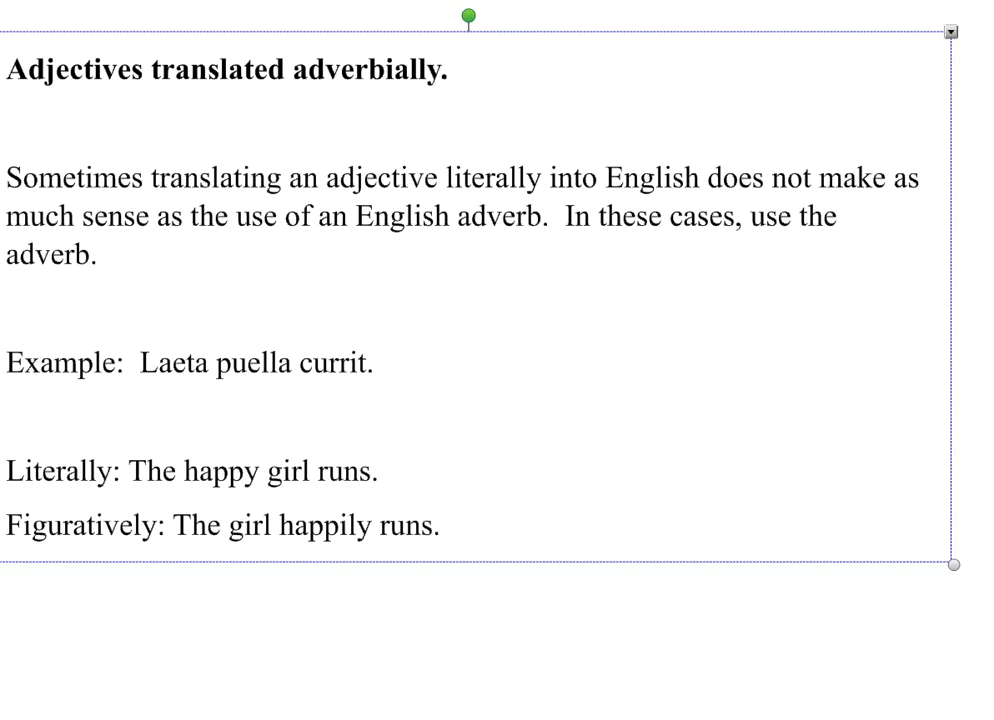 Adjectives translated adverbially.
Sometimes translating an adjective literally into English does not make as
much sense as the use of an English adverb.  In these cases, use the
adverb.
Example:  Laeta puella currit.
Literally: The happy girl runs.
Figuratively: The girl happily runs.